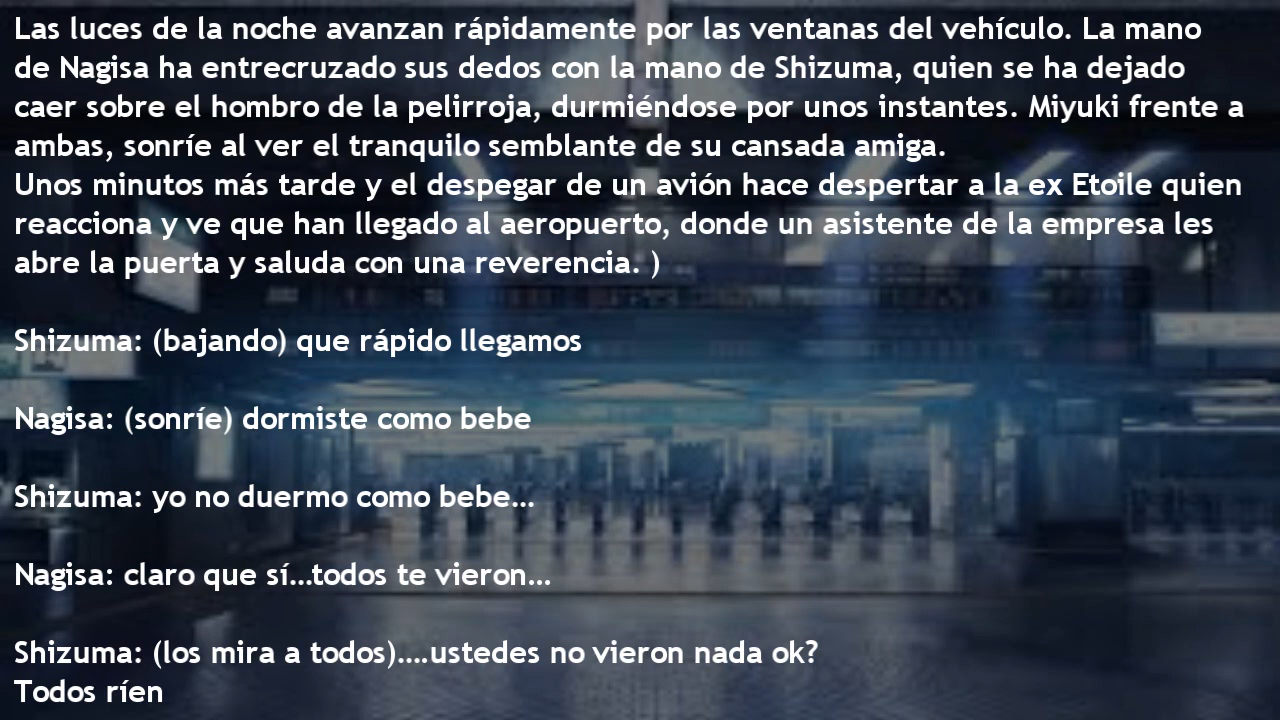 Las luces de la noche avanzan rápidamente por las ventanas del vehículo. La mano
de Nagisa ha entrecruzado sus dedos con la mano de Shizuma, quien se ha dejado
caer sobre el hombro de la pelirroja, durmiéndose por unos instantes. Miyuki frente a
ambas, sonríe al ver el tranquilo semblante de su cansada amiga.
Unos minutos más tarde y el despegar de un avión hace despertar a la ex Etoile quien
reacciona y ve que han llegado al aeropuerto, donde un asistente de la empresa les
abre la puerta y saluda con una reverencia. )
Shizuma: (bajando) que rápido llegamos
Nagisa: (sonríe) dormiste como bebe
Shizuma: yo no duermo como bebe...
Nagisa: claro que sí...todos te vieron...
Shizuma: (los mira a todos)....ustedes no vieron nada ok?
Todos ríen